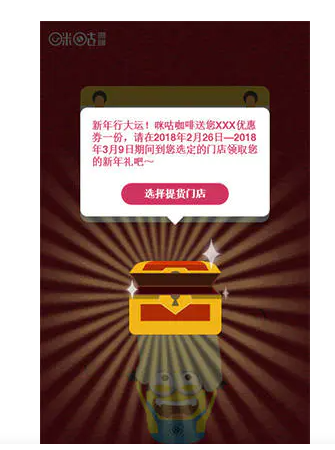 咪咕咖啡
新年行大运！咪咕咖啡送您XXX优惠
券一份，请在2018年2月26日—2018
年3月9日期间到您选定的门店领取您
的新年礼吧～
选择提货门店